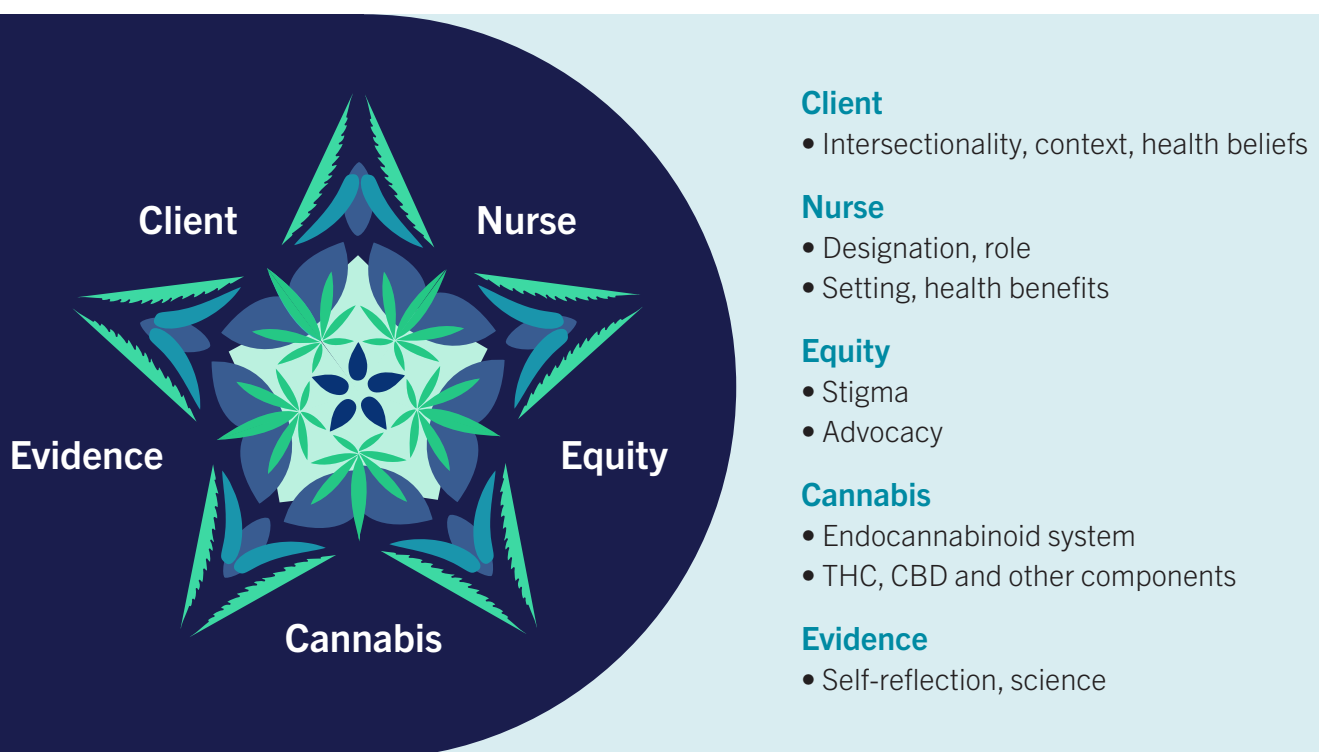 Client
Nurse
Evidence
Equity
Cannabis
Client
• Intersectionality, context, health beliefs
Nurse
• Designation, role
• Setting, health benefits
Equity
• Stigma
• Advocacy
Cannabis
• Endocannabinoid system
• THC, CBD and other components
Evidence
• Self-reflection, science